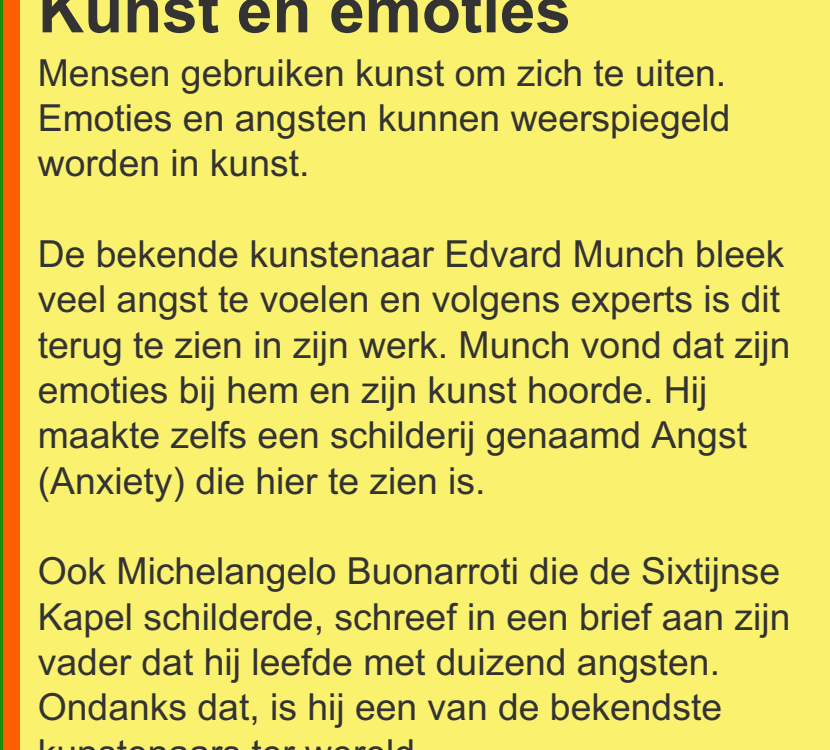 Kunst en emoties
Mensen gebruiken kunst om zich te uiten.
Emoties en angsten kunnen weerspiegeld
worden in kunst.
De bekende kunstenaar Edvard Munch bleek
veel angst te voelen en volgens experts is dit
terug te zien in zijn werk. Munch vond dat zijn
emoties bij hem en zijn kunst hoorde. Hij
maakte zelfs een schilderij genaamd Angst
(Anxiety) die hier te zien is.
Ook Michelangelo Buonarroti die de Sixtijnse
Kapel schilderde, schreef in een brief aan zijn
vader dat hij leefde met duizend angsten.
Ondanks dat, is hij een van de bekendste
kunstenaars ter wereld